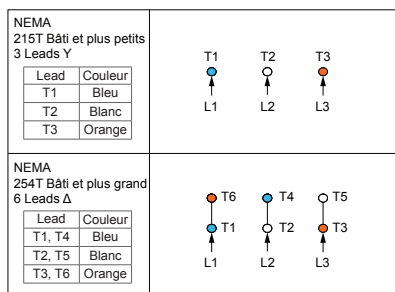 NEMA
215T Bâti et plus petits
3 Leads Y
Lead Couleur
T1 Bleu
T2 Blanc
T3 Orange
T1 T2 T3
L1 L2 L3
NEMA
254T Bâti et plus grand
6 Leads Δ
Lead Couleur
T1, T4 Bleu
T2, T5 Blanc
T3, T6 Orange
T6 T4 T5
T1 T2 T3
L1 L2 L3